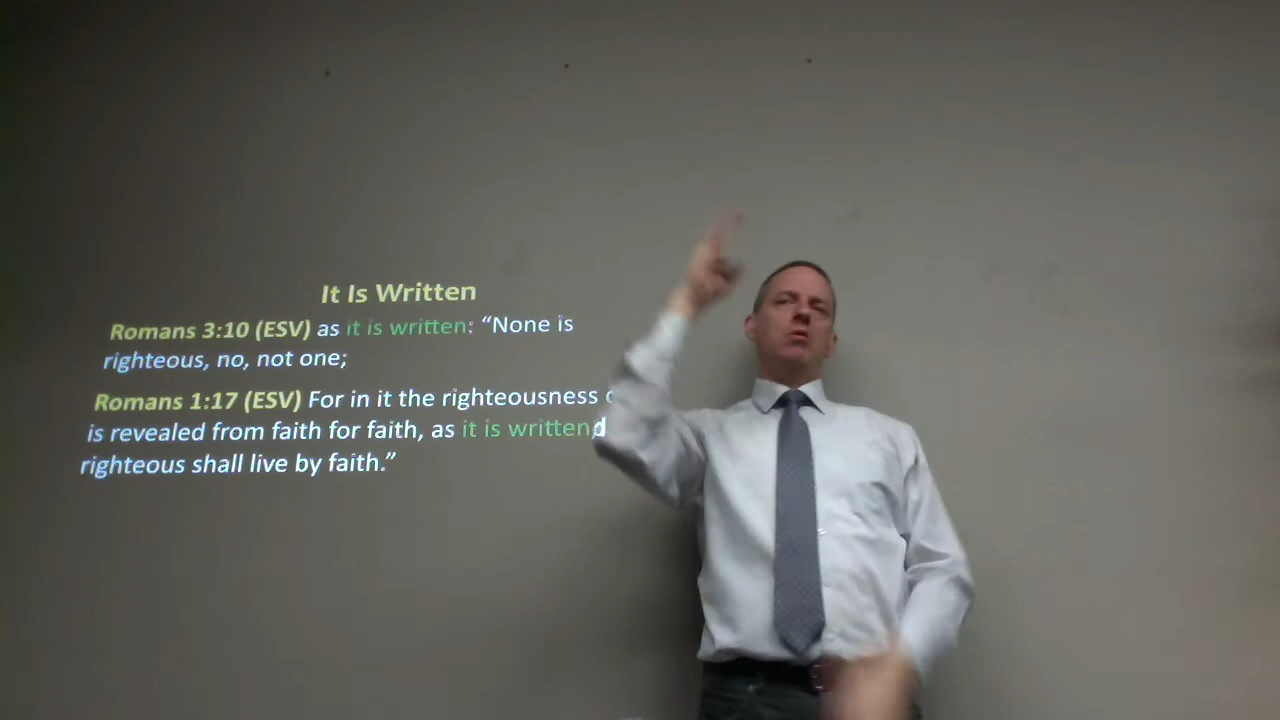 It Is Written
Romans 3:10 (ESV) as it is written: “None is
righteous, no, not one;
Romans 1:17 (ESV) For in it the righteousness
is revealed from faith for faith, as it is written
righteous shall live by faith.”